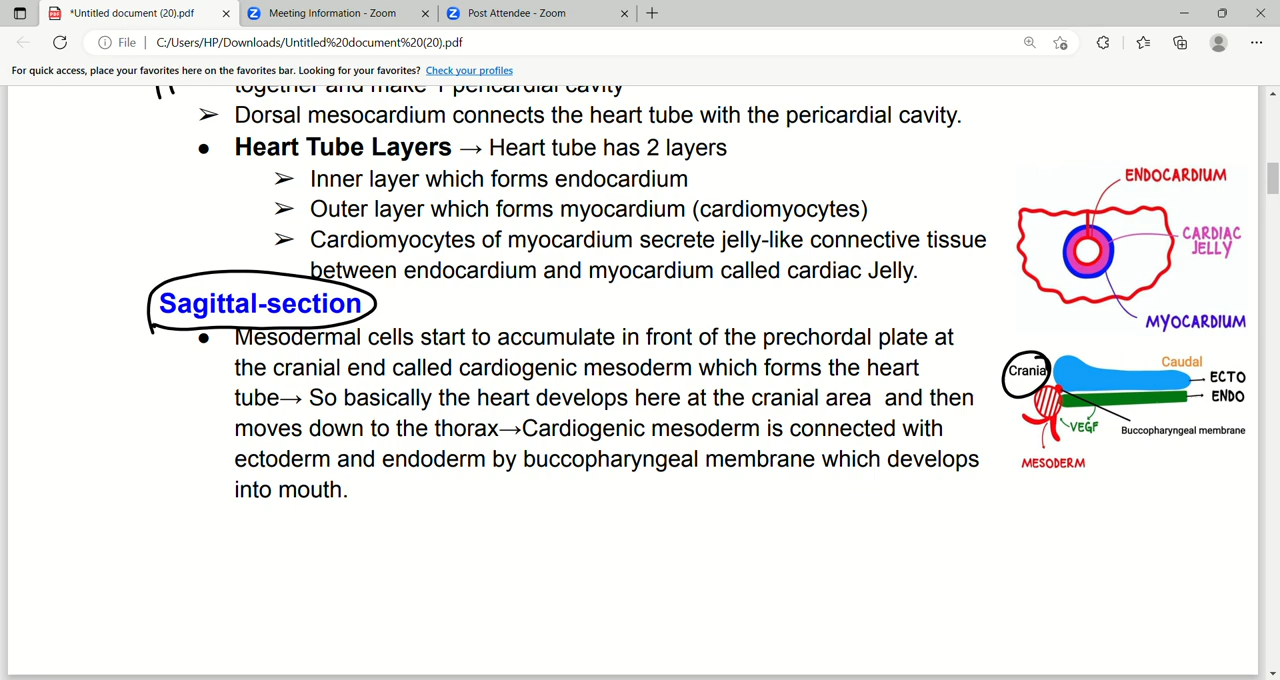 *Untitled document (20).pdf
Meeting Information - Zoom
Post Attendee - Zoom
File
C:/Users/HP/Downloads/Untitled%20document%20(20).pdf
For quick access, place your favorites here on the favorites bar. Looking for your favorites? Check your profiles
together and make 1 pericardial cavity
➢ Dorsal mesocardium connects the heart tube with the pericardial cavity.
● Heart Tube Layers → Heart tube has 2 layers
➢ Inner layer which forms endocardium
➢ Outer layer which forms myocardium (cardiomyocytes)
➢ Cardiomyocytes of myocardium secrete jelly-like connective tissue
between endocardium and myocardium called cardiac Jelly.
Sagittal-section
● Mesodermal cells start to accumulate in front of the prechordal plate at
the cranial end called cardiogenic mesoderm which forms the heart
tube→ So basically the heart develops here at the cranial area and then
moves down to the thorax→Cardiogenic mesoderm is connected with
ectoderm and endoderm by buccopharyngeal membrane which develops
into mouth.
ENDOCARDIUM
CARDIAC
JELLY
MYOCARDIUM
Cranial
Caudal
ECTO
ENDO
VEGF
Buccopharyngeal membrane
MESODERM